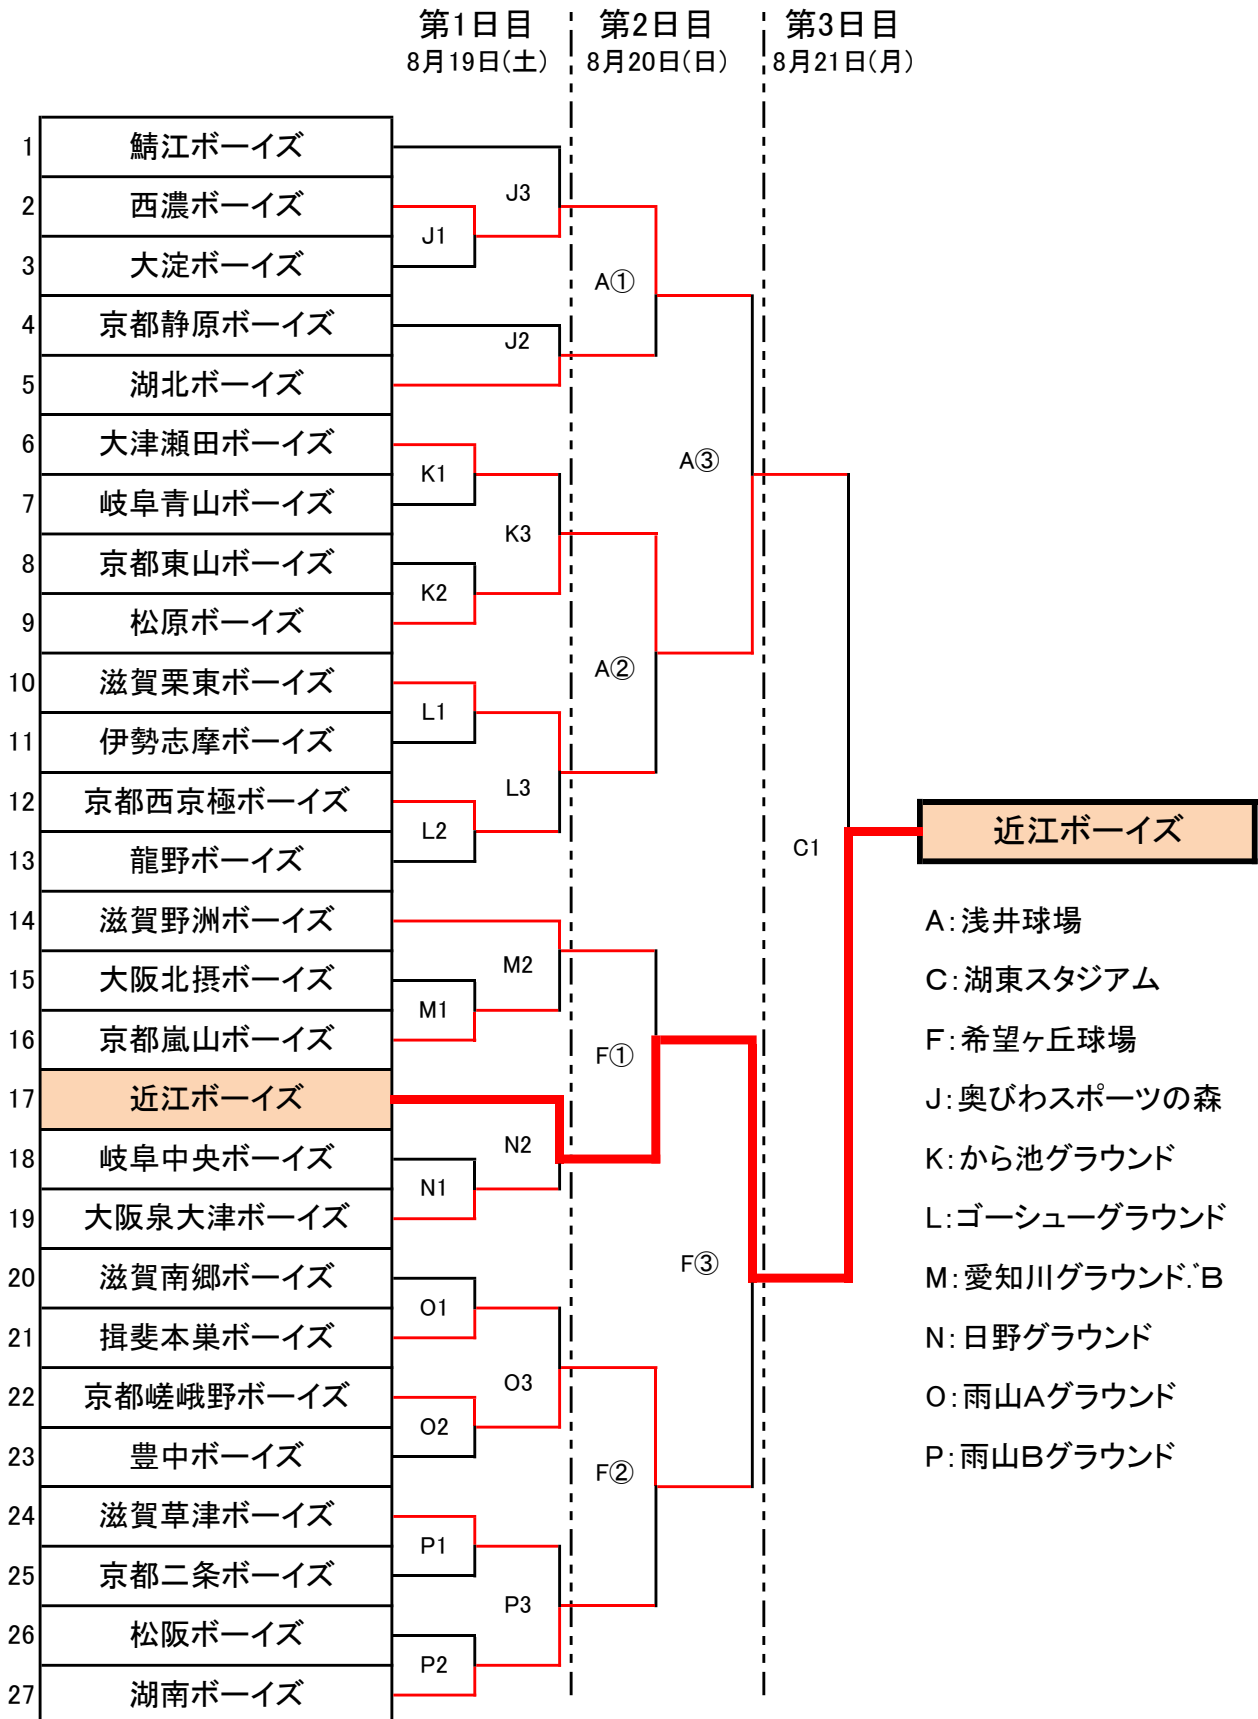 第1日目 第2日目 第3日目
8月19日(土) 8月20日(日) 8月21日(月)
1 鯖江ボーイズ
2 西濃ボーイズ
3 大淀ボーイズ
4 京都静原ボーイズ
5 湖北ボーイズ
6 大津瀬田ボーイズ
7 岐阜青山ボーイズ
8 京都東山ボーイズ
9 松原ボーイズ
10 滋賀栗東ボーイズ
11 伊勢志摩ボーイズ
12 京都西京極ボーイズ
13 龍野ボーイズ
14 滋賀野洲ボーイズ
15 大阪北摂ボーイズ
16 京都嵐山ボーイズ
17 近江ボーイズ
18 岐阜中央ボーイズ
19 大阪泉大津ボーイズ
20 滋賀南郷ボーイズ
21 揖斐本巣ボーイズ
22 京都嵯峨野ボーイズ
23 豊中ボーイズ
24 滋賀草津ボーイズ
25 京都二条ボーイズ
26 松阪ボーイズ
27 湖南ボーイズ
J3
J1
J2
K1
K3
K2
L1
L3
L2
M2
M1
N2
N1
O1
O3
O2
P1
P3
P2
A①
A②
F①
F②
A③
F③
C1
近江ボーイズ
A:浅井球場
C:湖東スタジアム
F:希望ヶ丘球場
J:奥びわスポーツの森
K:から池グラウンド
L:ゴーシューグラウンド
M:愛知川グラウンド.゛B
N:日野グラウンド
O:雨山Aグラウンド
P:雨山Bグラウンド